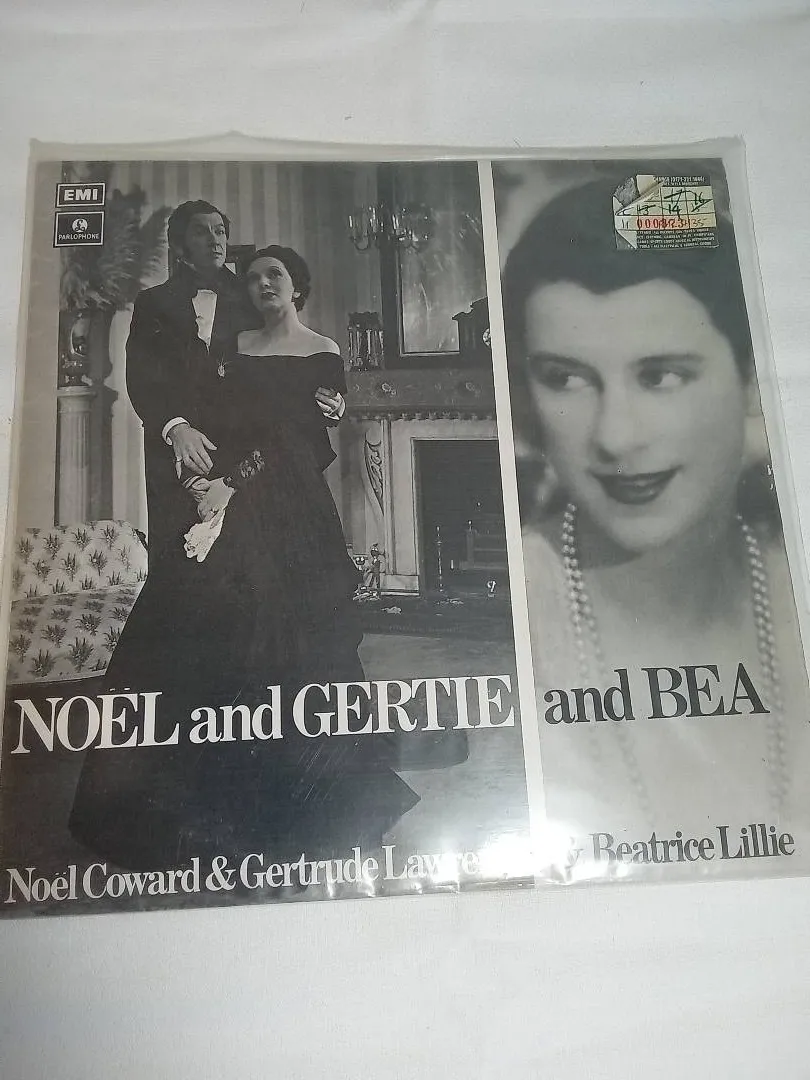 EMI
PARLOPHONE
NOËL and GERTIE and BEA
Noël Coward & Gertrude Lawre & Beatrice Lillie